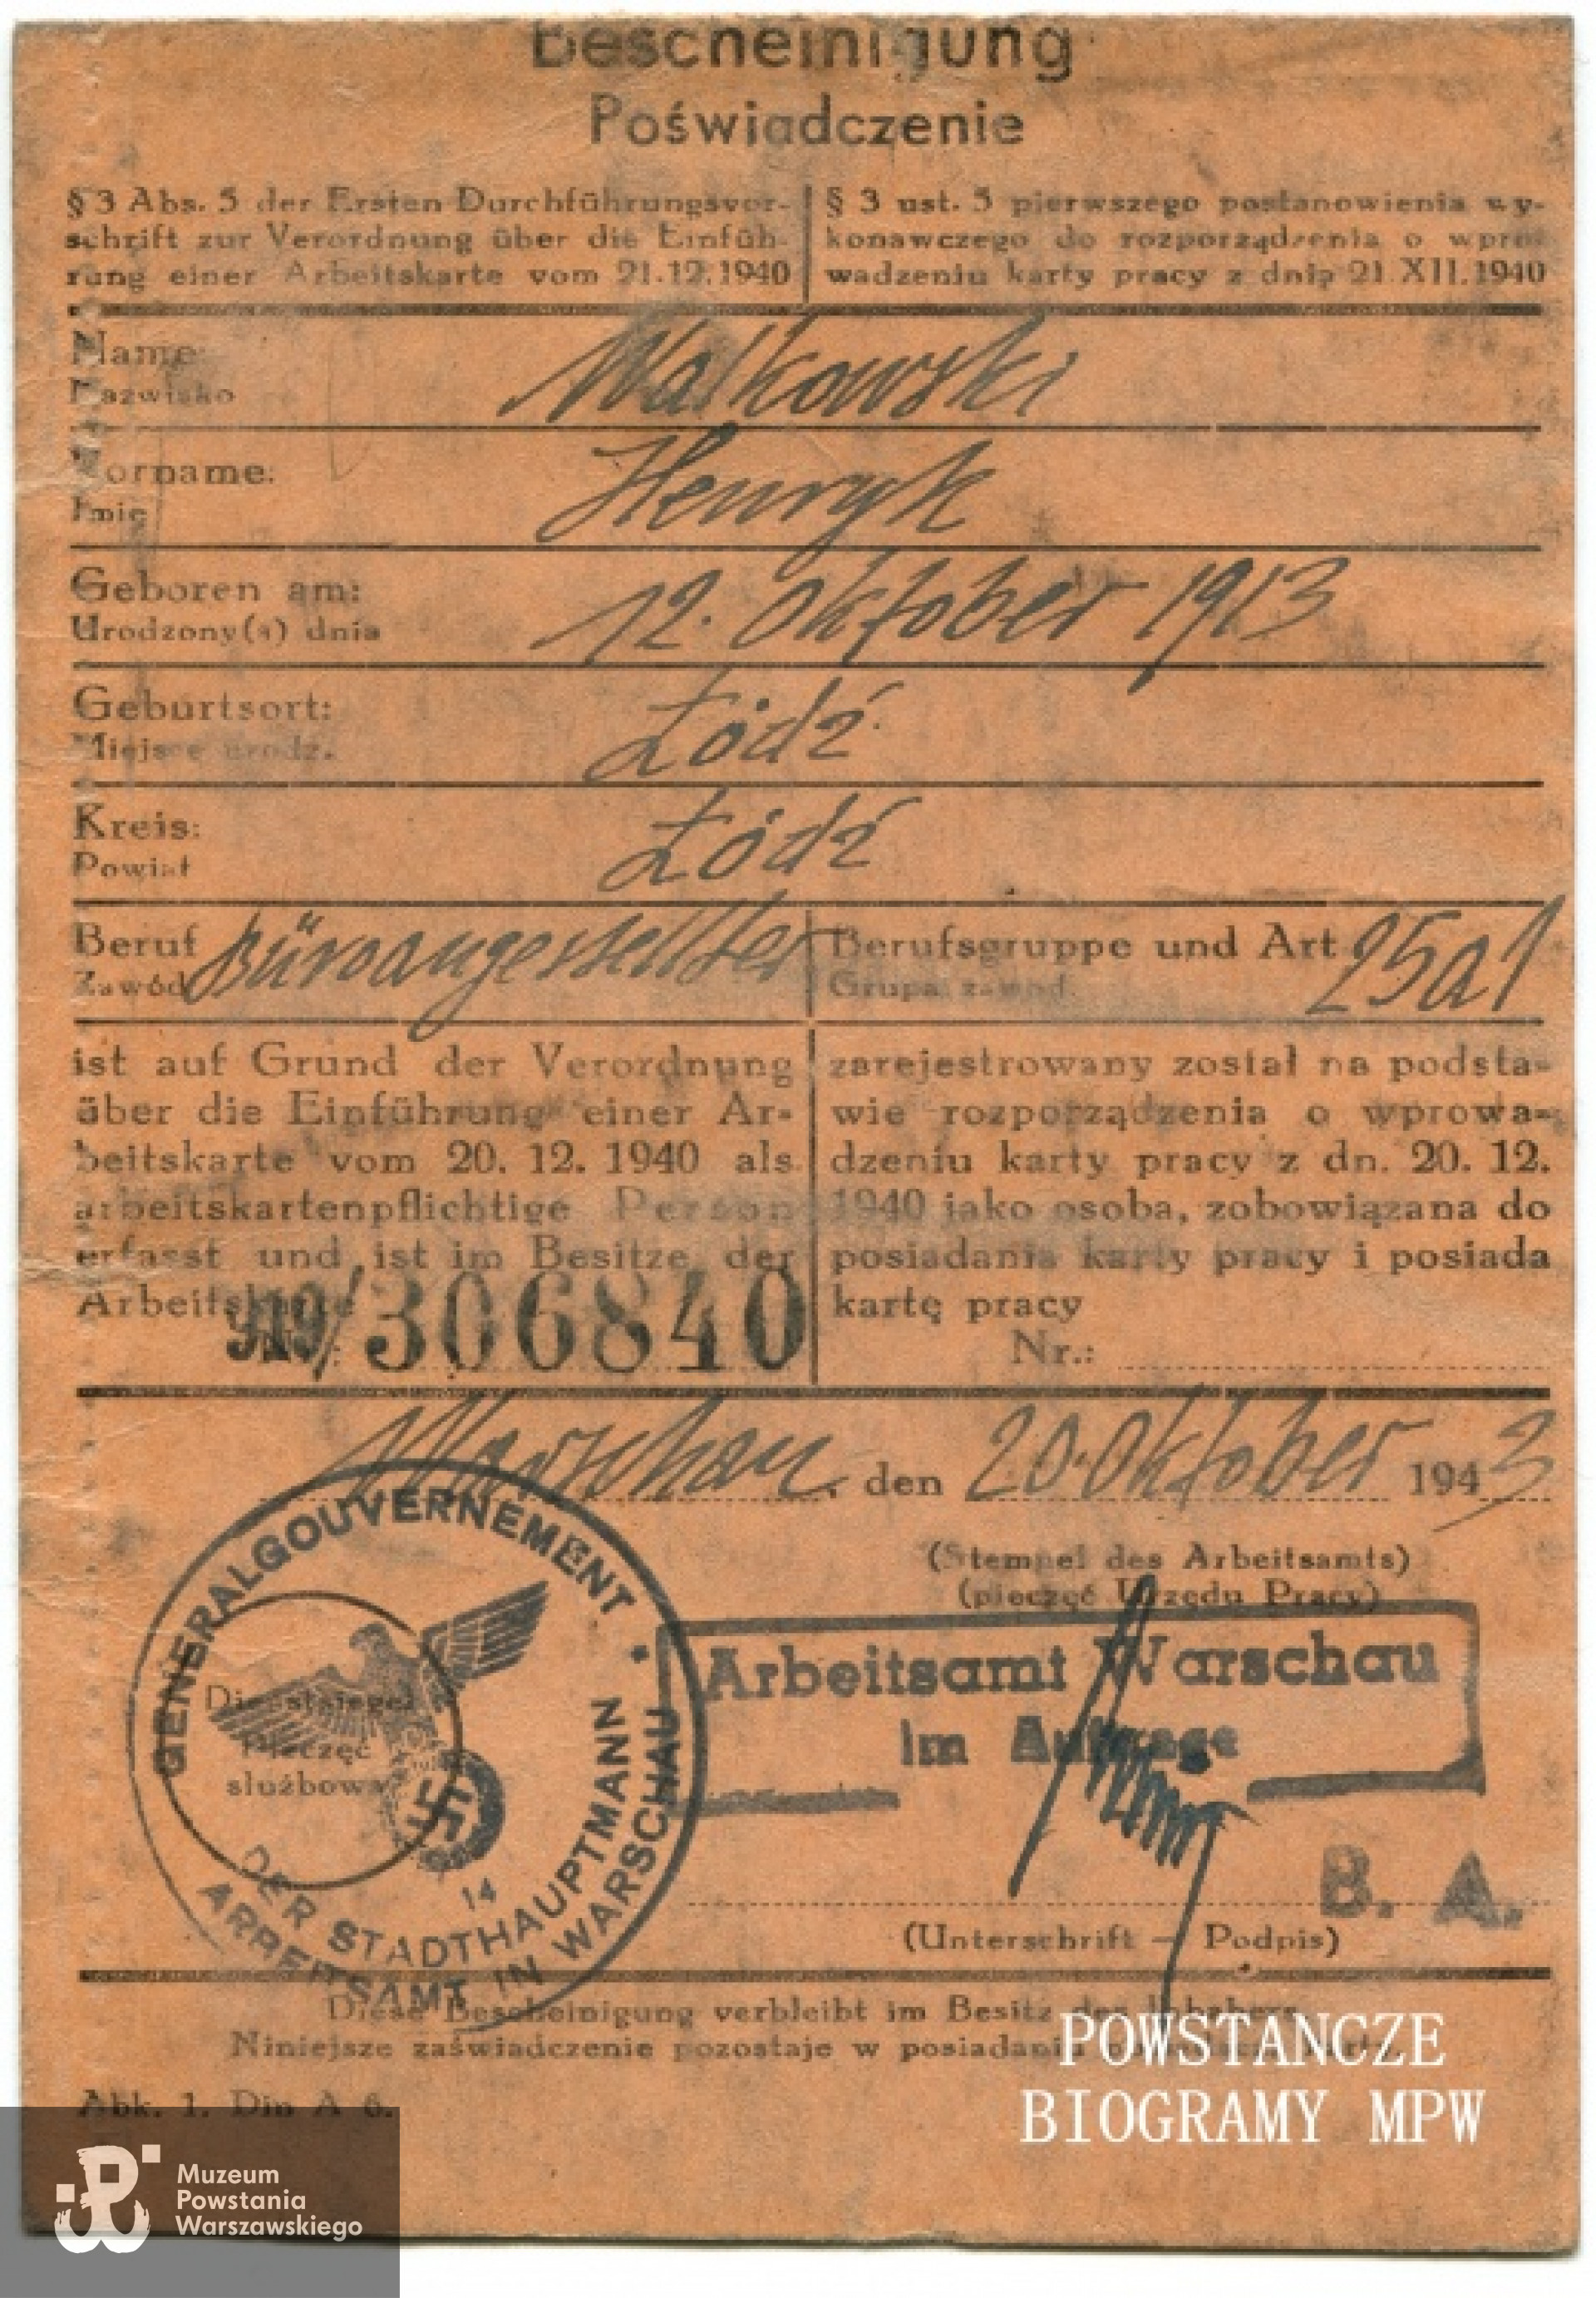 Bescheinigung
Poświadczenie
§ 3 Abs. 5 der Ersten Durchführungsvor-
schrift zur Verordnung über die Einfüh-
rung einer Arbeitskarte vom 21.12.1940
§ 3 ust. 5 pierwszego postanowienia wy-
konawczego do rozporządzenia o wpro-
wadzeniu karty pracy z dnia 21 XII.1940
Name:
Nazwisko
Walkowski
Vorname:
Imię
Henryk
Geboren am:
Urodzony(a) dnia
12. Oktober 1913
Geburtsort:
Miejsce urodz.
Łódź
Kreis:
Powiat
Łódź
Beruf
Zawód
Büroangestellter
Berufsgruppe und Art
Grupa zawod.
25a1
ist auf Grund der Verordnung
über die Einführung einer Ar-
beitskarte vom 20. 12. 1940 als
arbeitskartenpflichtige Person
erfasst und ist im Besitze der
Arbeitskarte
Nr.: 306840
zarejestrowany został na podsta-
wie rozporządzenia o wprowa-
dzeniu karty pracy z dn. 20. 12.
1940 jako osoba, zobowiązana do
posiadania karty pracy i posiada
kartę pracy
Nr.:
Warschau, den 20. Oktober 1943
(Stempel des Arbeitsamts)
(pieczęć Urzędu Pracy)
GENERALGOUVERNEMENT
DER STADTHAUPTMANN
ARBEITSAMT IN WARSCHAU
14
Dienstsiegel
Pieczęć
służbowa
Arbeitsamt Warschau
Im Auftrage
B. A.
(Unterschrift — Podpis)
Diese Bescheinigung verbleibt im Besitz des Inhabers
Niniejsze zaświadczenie pozostaje w posiadaniu
Abk. 1. Din A 6.
POWSTAŃCZE
BIOGRAMY MPW
Muzeum
Powstania
Warszawskiego